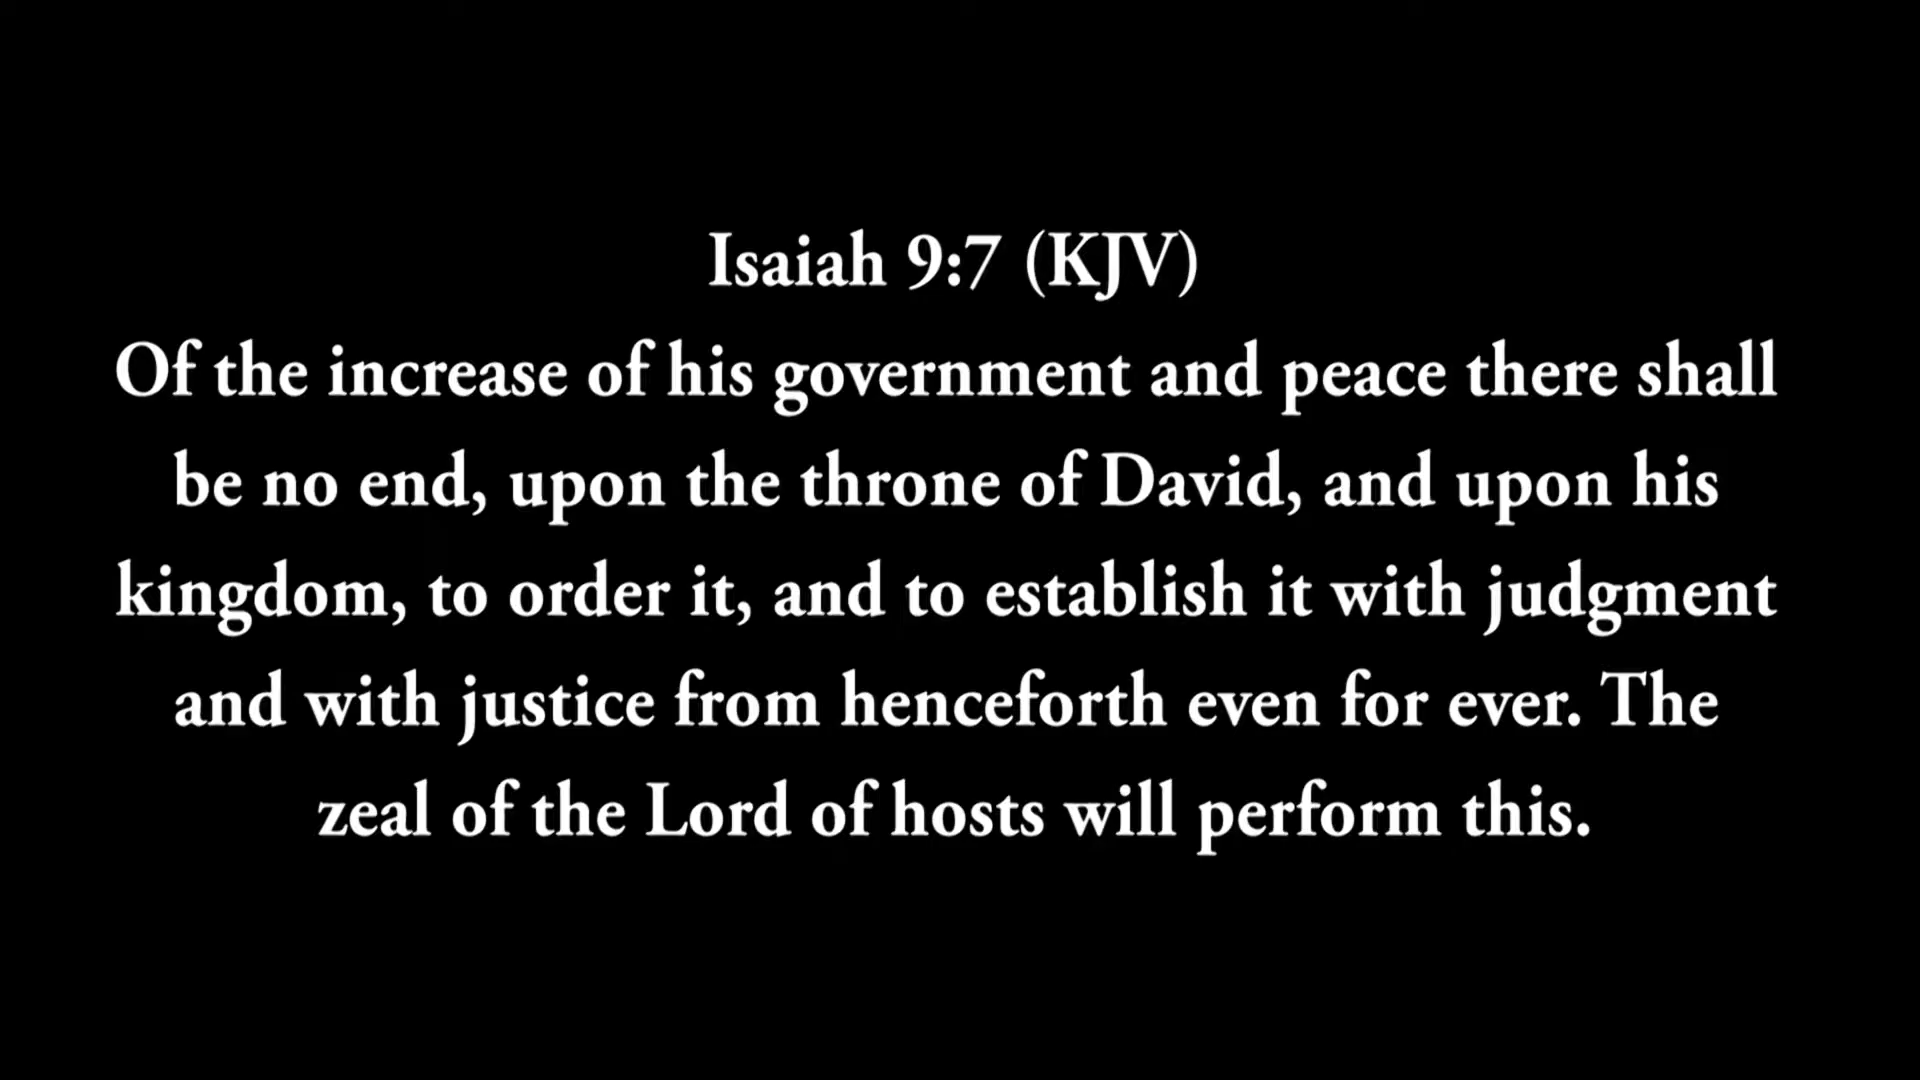 Isaiah 9:7 (KJV)
Of the increase of his government and peace there shall
be no end, upon the throne of David, and upon his
kingdom, to order it, and to establish it with judgment
and with justice from henceforth even for ever. The
zeal of the Lord of hosts will perform this.